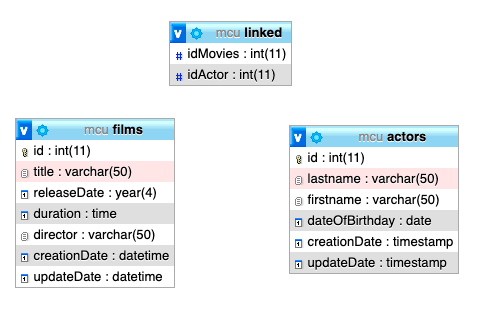 v mcu linked
# idMovies : int(11)
# idActor : int(11)
v mcu films
id : int(11)
title : varchar(50)
releaseDate : year(4)
duration : time
director : varchar(50)
creationDate : datetime
updateDate : datetime
v mcu actors
id : int(11)
lastname : varchar(50)
firstname : varchar(50)
dateOfBirthday : date
creationDate : timestamp
updateDate : timestamp